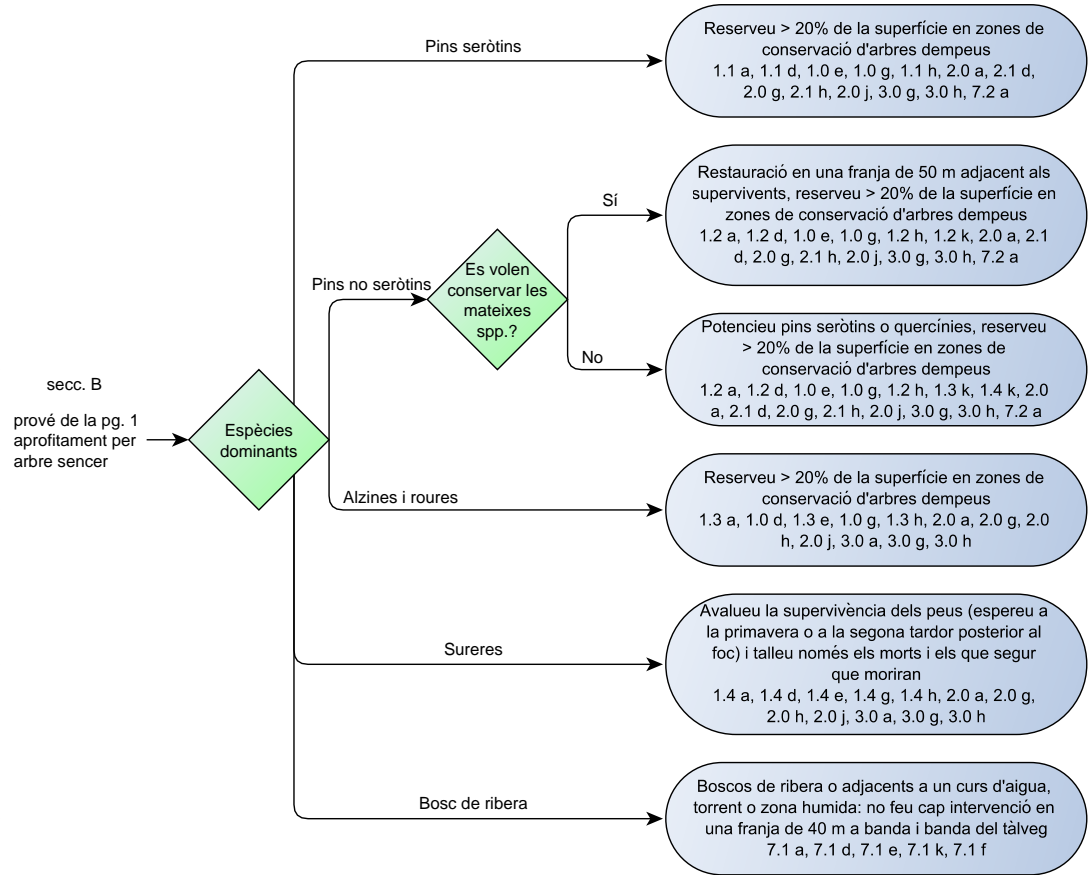 secc. B
prové de la pg. 1
aprofitament per
arbre sencer
Espècies
dominants
Pins seròtins
Reserveu > 20% de la superfície en zones de
conservació d'arbres dempeus
1.1 a, 1.1 d, 1.0 e, 1.0 g, 1.1 h, 2.0 a, 2.1 d,
2.0 g, 2.1 h, 2.0 j, 3.0 g, 3.0 h, 7.2 a
Pins no seròtins
Es volen
conservar les
mateixes
spp.?
Sí
Restauració en una franja de 50 m adjacent als
supervivents, reserveu > 20% de la superfície en
zones de conservació d'arbres dempeus
1.2 a, 1.2 d, 1.0 e, 1.0 g, 1.2 h, 1.2 k, 2.0 a, 2.1
d, 2.0 g, 2.1 h, 2.0 j, 3.0 g, 3.0 h, 7.2 a
No
Potencieu pins seròtins o quercínies, reserveu
> 20% de la superfície en zones de
conservació d'arbres dempeus
1.2 a, 1.2 d, 1.0 e, 1.0 g, 1.2 h, 1.3 k, 1.4 k, 2.0
a, 2.1 d, 2.0 g, 2.1 h, 2.0 j, 3.0 g, 3.0 h, 7.2 a
Alzines i roures
Reserveu > 20% de la superfície en zones de
conservació d'arbres dempeus
1.3 a, 1.0 d, 1.3 e, 1.0 g, 1.3 h, 2.0 a, 2.0 g, 2.0
h, 2.0 j, 3.0 a, 3.0 g, 3.0 h
Sureres
Avalueu la supervivència dels peus (espereu a
la primavera o a la segona tardor posterior al
foc) i talleu només els morts i els que segur
que moriran
1.4 a, 1.4 d, 1.4 e, 1.4 g, 1.4 h, 2.0 a, 2.0 g,
2.0 h, 2.0 j, 3.0 a, 3.0 g, 3.0 h
Bosc de ribera
Boscos de ribera o adjacents a un curs d'aigua,
torrent o zona humida: no feu cap intervenció en
una franja de 40 m a banda i banda del tàlveg
7.1 a, 7.1 d, 7.1 e, 7.1 k, 7.1 f